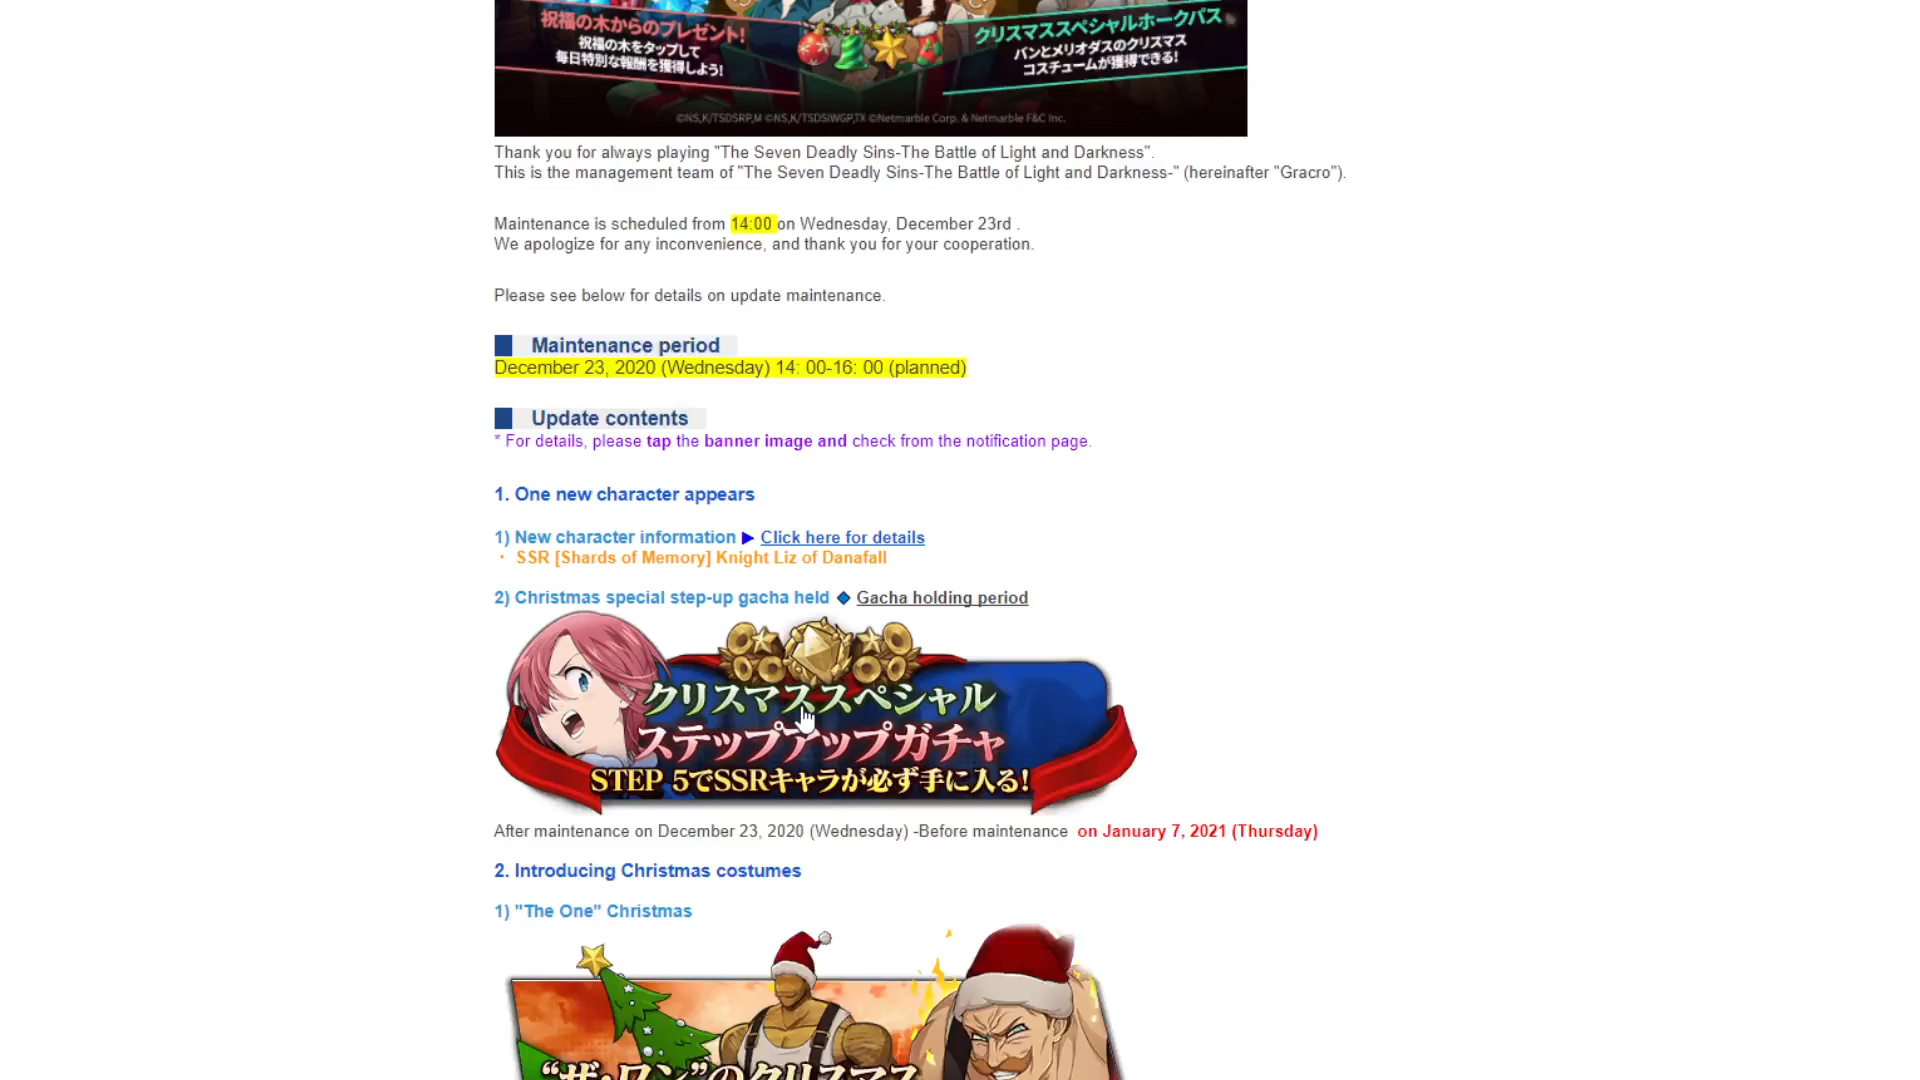 祝福の木からのプレゼント!
祝福の木をタップして
毎日特別な報酬を獲得しよう!
クリスマススペシャルホークパス
バンとメリオダスのクリスマス
コスチュームが獲得できる!
©NS,K/TSDSRP,M ©NS,K/TSDSIWGP,TX ©Netmarble Corp. & Netmarble F&C Inc.
Thank you for always playing "The Seven Deadly Sins-The Battle of Light and Darkness".
This is the management team of "The Seven Deadly Sins-The Battle of Light and Darkness-" (hereinafter "Gracro").
Maintenance is scheduled from 14:00 on Wednesday, December 23rd .
We apologize for any inconvenience, and thank you for your cooperation.
Please see below for details on update maintenance.
Maintenance period
December 23, 2020 (Wednesday) 14: 00-16: 00 (planned)
Update contents
* For details, please tap the banner image and check from the notification page.
1. One new character appears
1) New character information ▶ Click here for details
・ SSR [Shards of Memory] Knight Liz of Danafall
2) Christmas special step-up gacha held ◆ Gacha holding period
クリスマススペシャル
ステップアップガチャ
STEP 5でSSRキャラが必ず手に入る!
After maintenance on December 23, 2020 (Wednesday) -Before maintenance on January 7, 2021 (Thursday)
2. Introducing Christmas costumes
1) "The One" Christmas
“ザ・ワン”のクリスマス